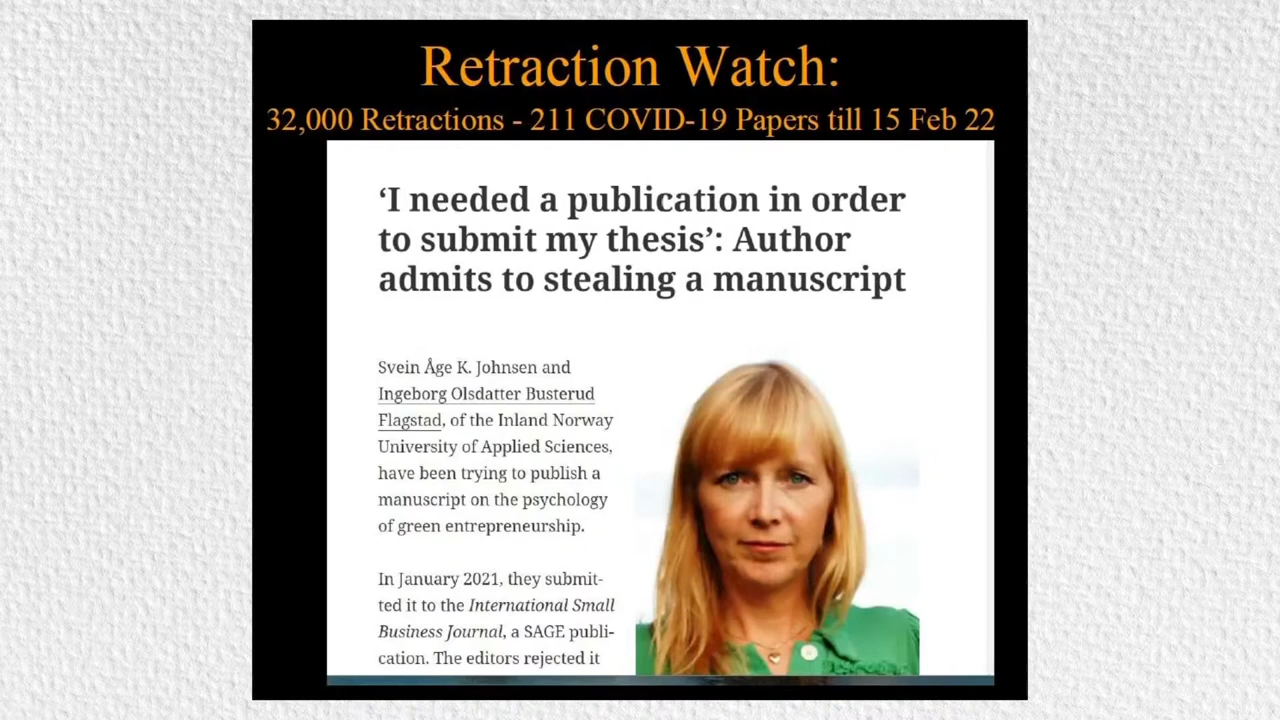 Retraction Watch:
32,000 Retractions - 211 COVID-19 Papers till 15 Feb 22
‘I needed a publication in order
to submit my thesis’: Author
admits to stealing a manuscript
Svein Åge K. Johnsen and
Ingeborg Olsdatter Busterud
Flagstad, of the Inland Norway
University of Applied Sciences,
have been trying to publish a
manuscript on the psychology
of green entrepreneurship.
In January 2021, they submit-
ted it to the International Small
Business Journal, a SAGE publi-
cation. The editors rejected it